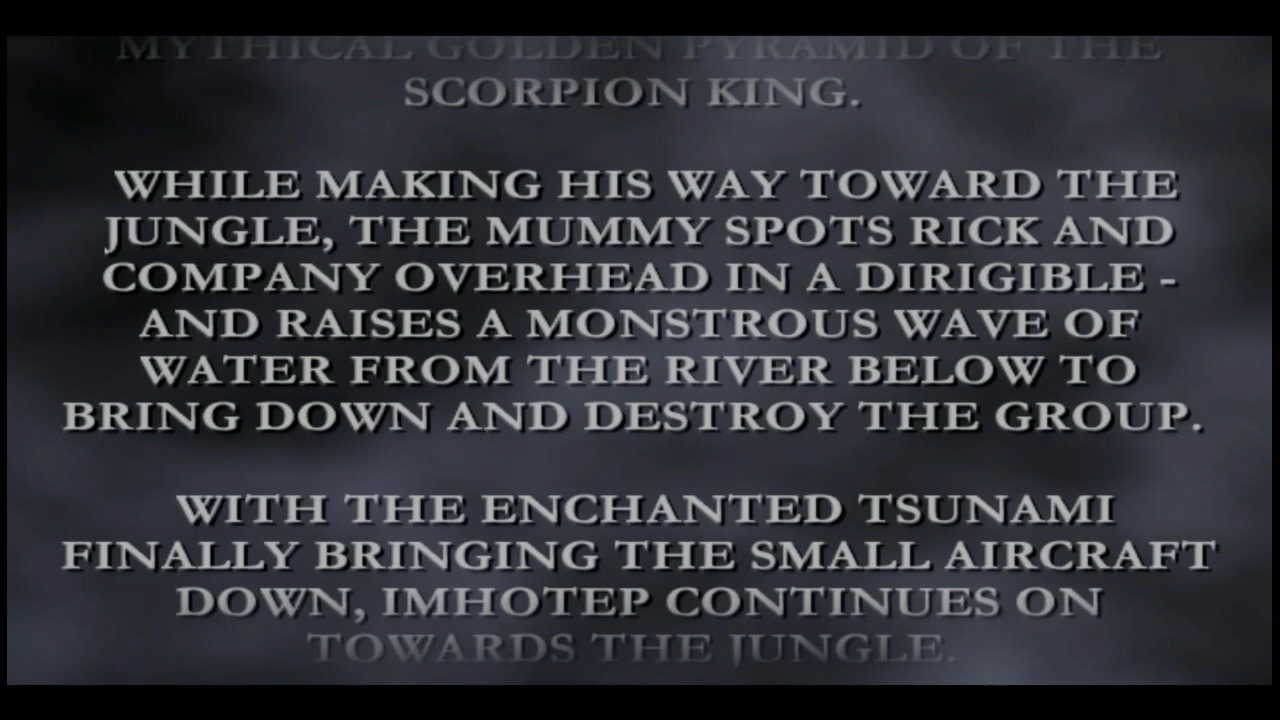 MYTHICAL GOLDEN PYRAMID OF THE
SCORPION KING.
WHILE MAKING HIS WAY TOWARD THE
JUNGLE, THE MUMMY SPOTS RICK AND
COMPANY OVERHEAD IN A DIRIGIBLE -
AND RAISES A MONSTROUS WAVE OF
WATER FROM THE RIVER BELOW TO
BRING DOWN AND DESTROY THE GROUP.
WITH THE ENCHANTED TSUNAMI
FINALLY BRINGING THE SMALL AIRCRAFT
DOWN, IMHOTEP CONTINUES ON
TOWARDS THE JUNGLE.